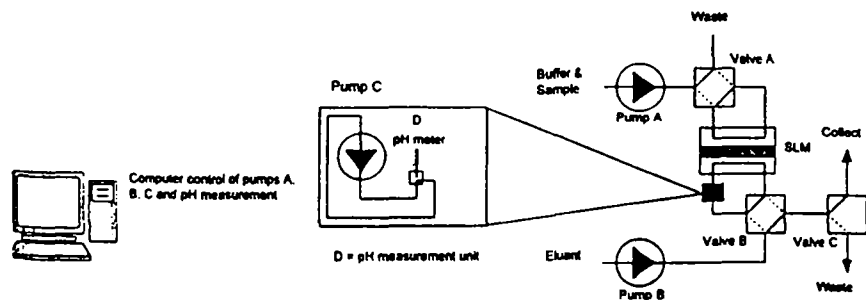 Waste
Valve A
Buffer &
Sample
Pump A
Pump C
D
pH meter
SLM
Collect
Computer control of pumps A,
B, C and pH measurement
D = pH measurement unit
Eluant
Pump B
Valve B
Valve C
Waste